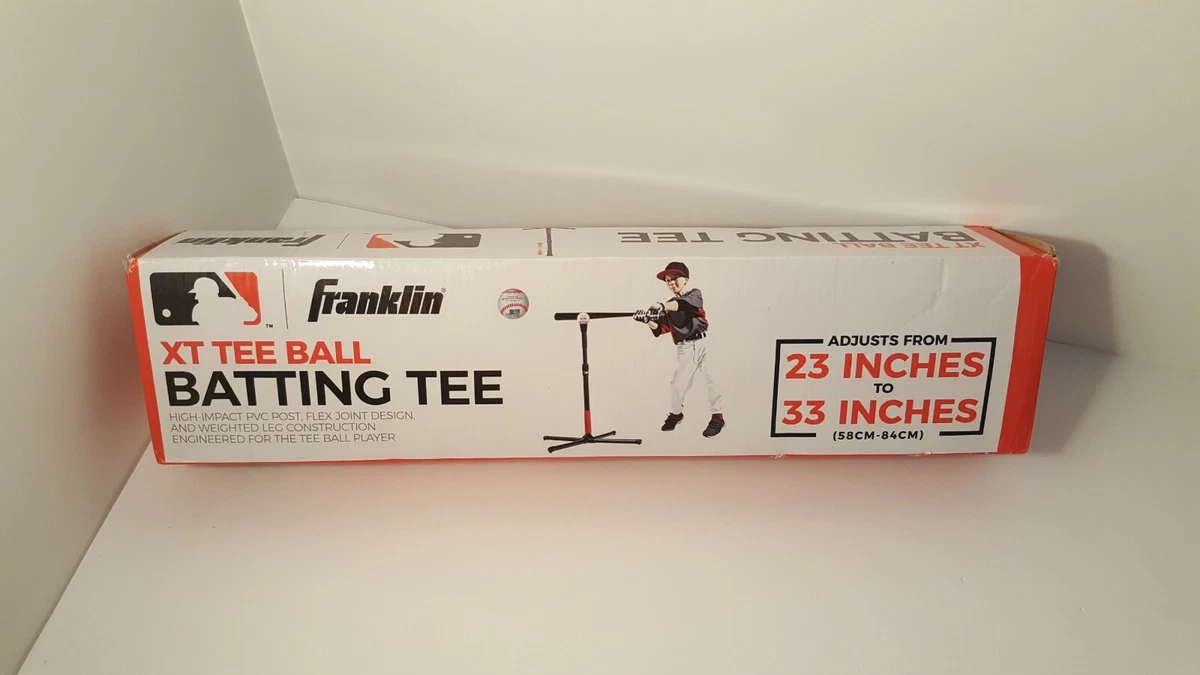 Franklin
BATTING TEE
XT TEE BALL
Franklin
XT TEE BALL
BATTING TEE
HIGH-IMPACT PVC POST, FLEX JOINT DESIGN,
AND WEIGHTED LEG CONSTRUCTION
ENGINEERED FOR THE TEE BALL PLAYER
ADJUSTS FROM
23 INCHES
TO
33 INCHES
(58CM-84CM)
TM